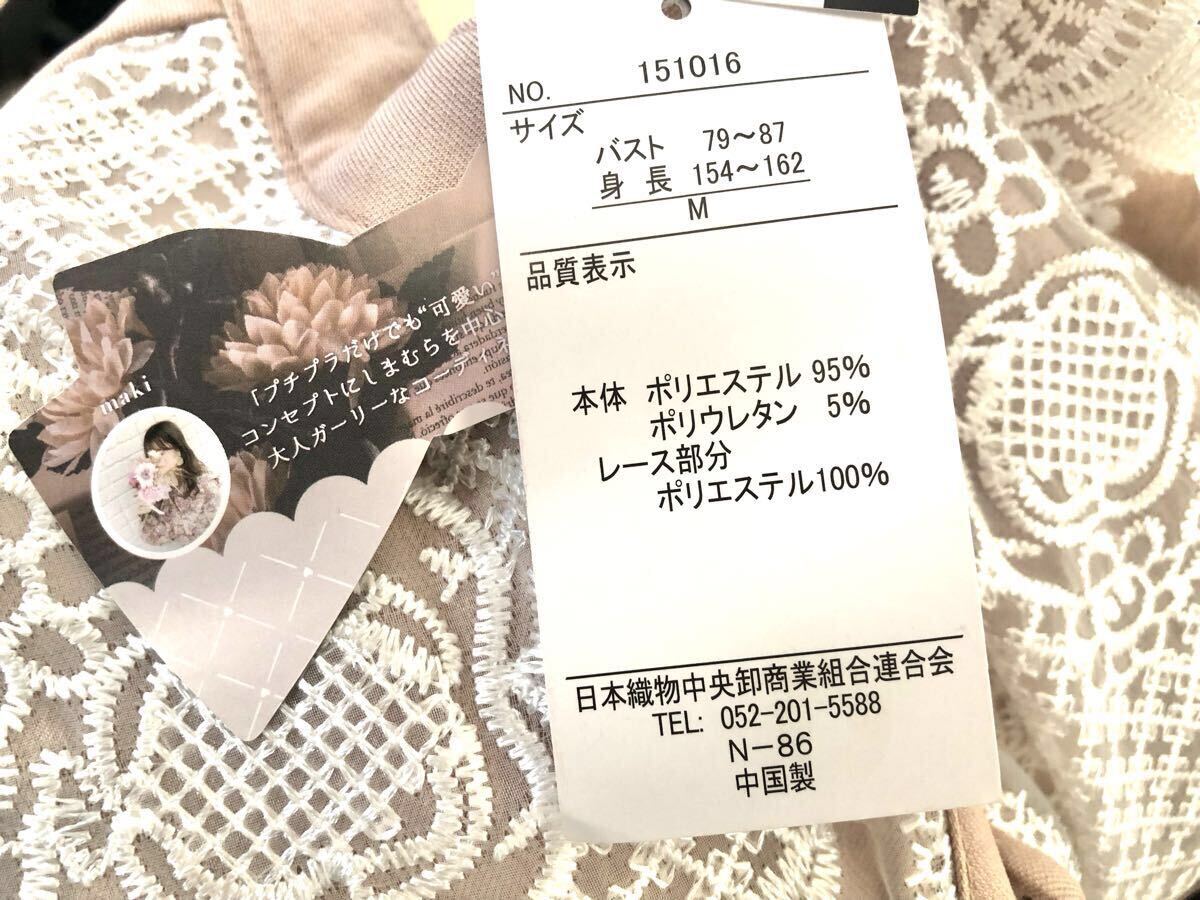 NO. 151016
サイズ
バスト 79～87
身長 154～162
M
品質表示
本体 ポリエステル 95%
ポリウレタン 5%
レース部分
ポリエステル100%
日本織物中央卸商業組合連合会
TEL: 052-201-5588
N－86
中国製
maki
「プチプラだけでも"可愛い"
コンセプトにしまむらを中心
大人ガーリーなコーディネ